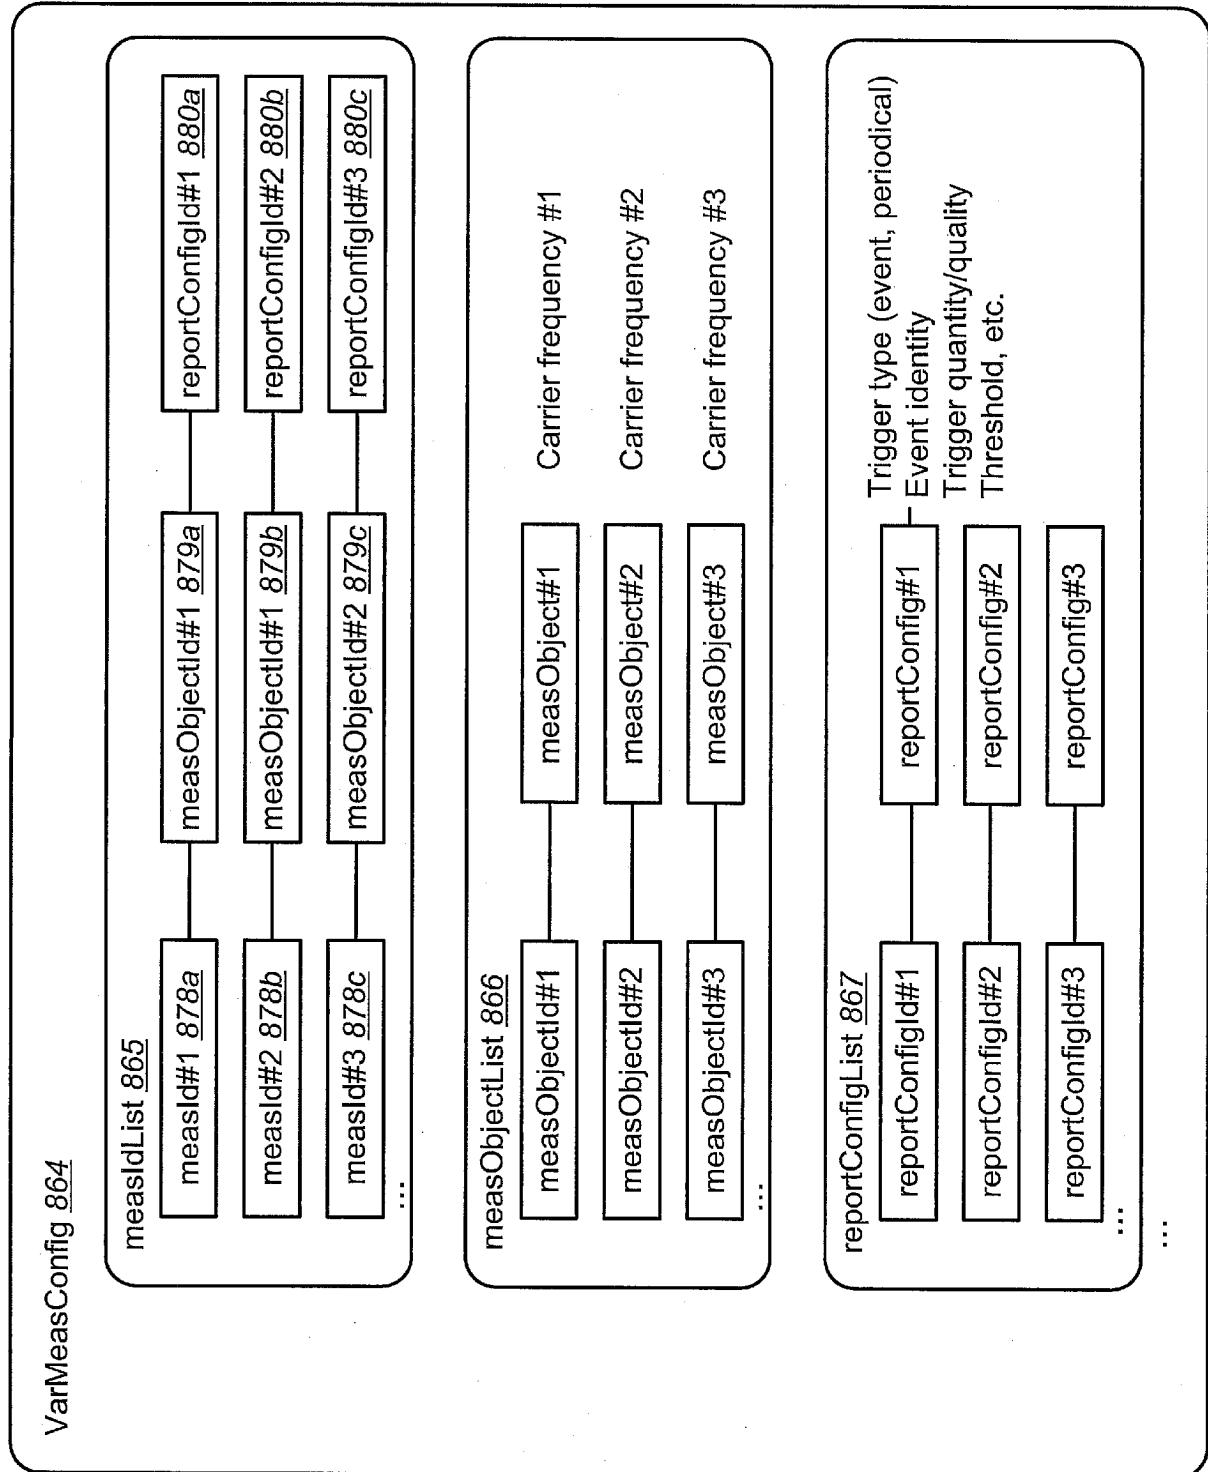 VarMeasConfig 864
measIdList 865
measId#1 878a measObjectId#1 879a reportConfigId#1 880a
measId#2 878b measObjectId#1 879b reportConfigId#2 880b
measId#3 878c measObjectId#2 879c reportConfigId#3 880c
...
measObjectList 866
measObjectId#1 measObject#1 Carrier frequency #1
measObjectId#2 measObject#2 Carrier frequency #2
measObjectId#3 measObject#3 Carrier frequency #3
...
reportConfigList 867
reportConfigId#1 reportConfig#1 Trigger type (event, periodical)
Event identity
Trigger quantity/quality
Threshold, etc.
reportConfigId#2 reportConfig#2
reportConfigId#3 reportConfig#3
...
...